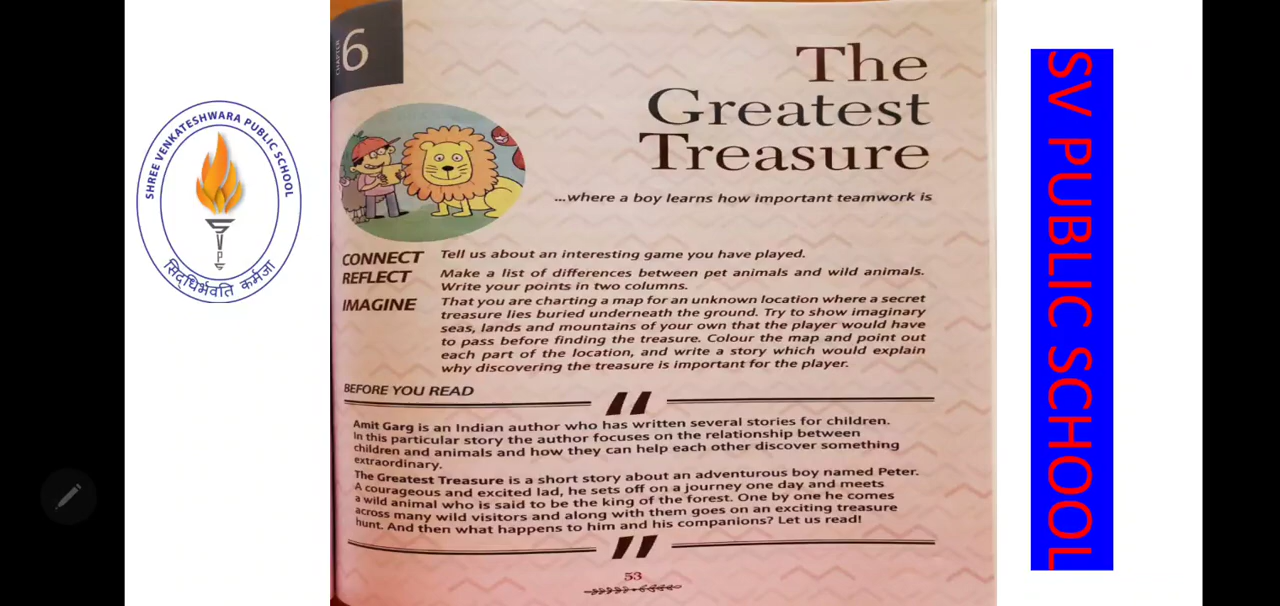 CHAPTER
6
The
Greatest
Treasure
...where a boy learns how important teamwork is
CONNECT Tell us about an interesting game you have played.
REFLECT Make a list of differences between pet animals and wild animals.
Write your points in two columns.
IMAGINE That you are charting a map for an unknown location where a secret
treasure lies buried underneath the ground. Try to show imaginary
seas, lands and mountains of your own that the player would have
to pass before finding the treasure. Colour the map and point out
each part of the location, and write a story which would explain
why discovering the treasure is important for the player.
BEFORE YOU READ
"
Amit Garg is an Indian author who has written several stories for children.
In this particular story the author focuses on the relationship between
children and animals and how they can help each other discover something
extraordinary.
The Greatest Treasure is a short story about an adventurous boy named Peter.
A courageous and excited lad, he sets off on a journey one day and meets
a wild animal who is said to be the king of the forest. One by one he comes
across many wild visitors and along with them goes on an exciting treasure
hunt. And then what happens to him and his companions? Let us read!
"
53
SHREE VENKATESHWARA PUBLIC SCHOOL
SVPS
सिद्धिर्भवति कर्मजा
SV PUBLIC SCHOOL